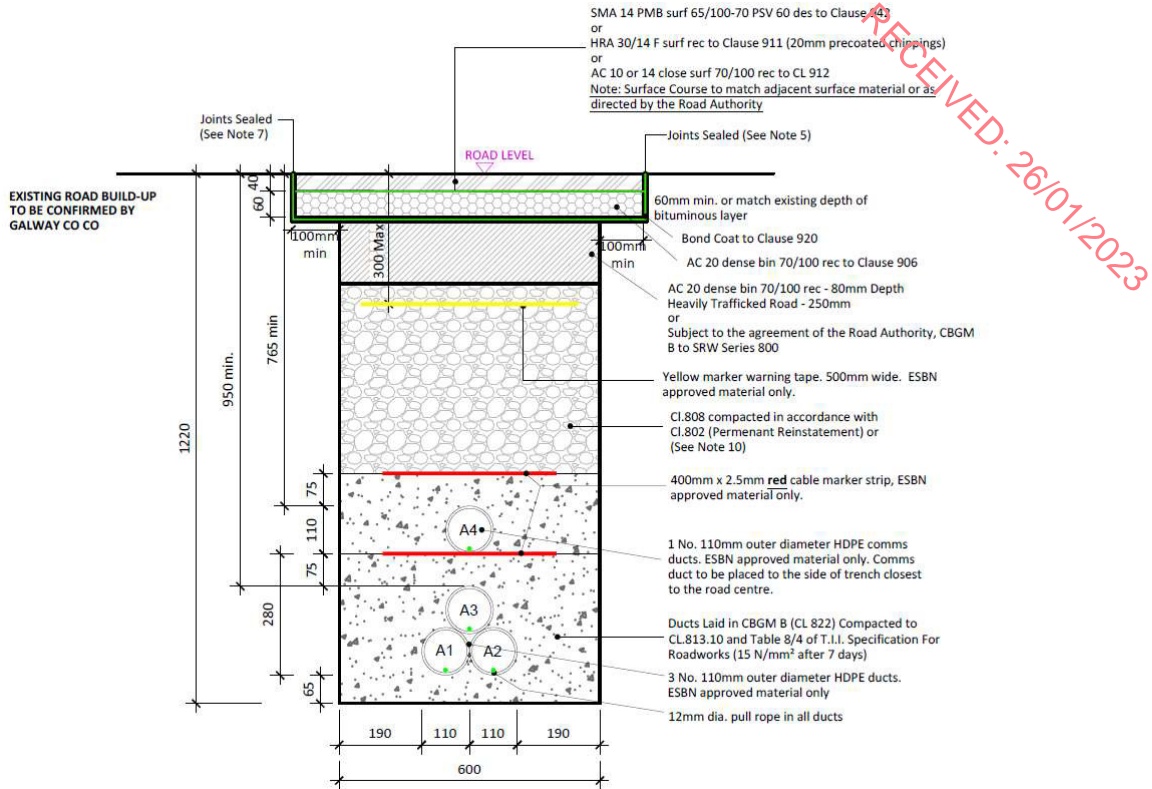 SMA 14 PMB surf 65/100-70 PSV 60 des to Clause 942
or
HRA 30/14 F surf rec to Clause 911 (20mm precoated chippings)
or
AC 10 or 14 close surf 70/100 rec to CL 912
Note: Surface Course to match adjacent surface material or as
directed by the Road Authority
RECEIVED: 26/01/2023
Joints Sealed
(See Note 7)
Joints Sealed (See Note 5)
ROAD LEVEL
EXISTING ROAD BUILD-UP
TO BE CONFIRMED BY
GALWAY CO CO
40
60
100mm
min
300 Max
100mm
min
60mm min. or match existing depth of
bituminous layer
Bond Coat to Clause 920
AC 20 dense bin 70/100 rec to Clause 906
AC 20 dense bin 70/100 rec - 80mm Depth
Heavily Trafficked Road - 250mm
or
Subject to the agreement of the Road Authority, CBGM
B to SRW Series 800
765 min
950 min.
1220
Yellow marker warning tape. 500mm wide. ESBN
approved material only.
Cl.808 compacted in accordance with
Cl.802 (Permenant Reinstatement) or
(See Note 10)
400mm x 2.5mm red cable marker strip, ESBN
approved material only.
75
110
75
280
65
A4
A3
A1
A2
1 No. 110mm outer diameter HDPE comms
ducts. ESBN approved material only. Comms
duct to be placed to the side of trench closest
to the road centre.
Ducts Laid in CBGM B (CL 822) Compacted to
CL.813.10 and Table 8/4 of T.I.I. Specification For
Roadworks (15 N/mm² after 7 days)
3 No. 110mm outer diameter HDPE ducts.
ESBN approved material only
12mm dia. pull rope in all ducts
190
110
110
190
600